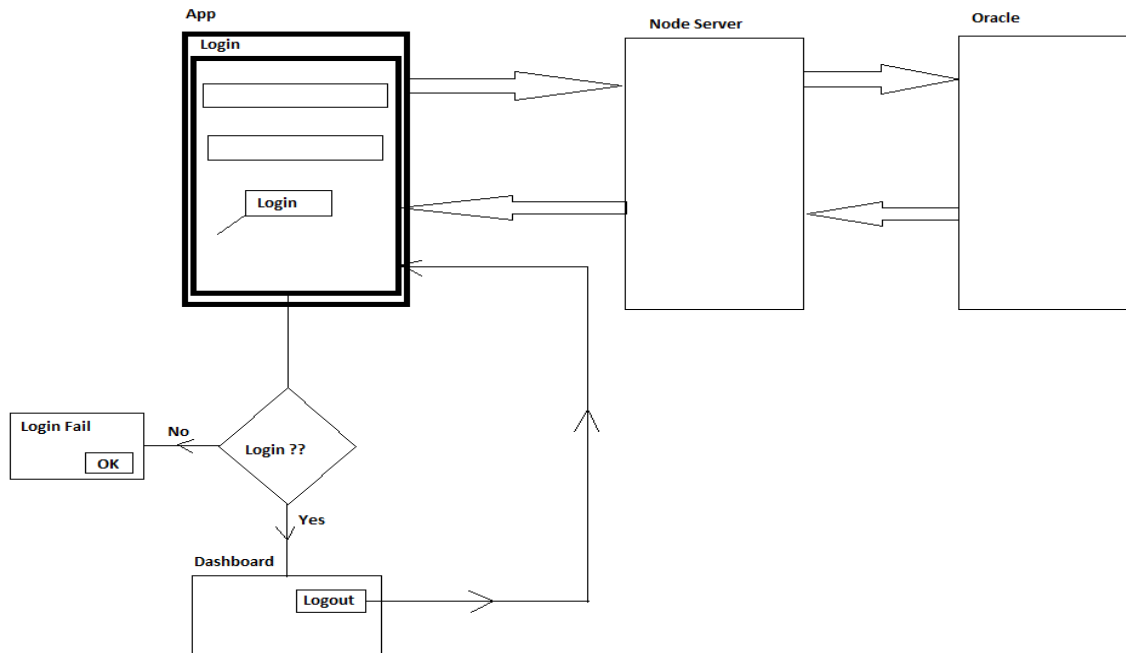 App
Node Server
Oracle
Login
Login
Login Fail
OK
No
Login ??
Yes
Dashboard
Logout